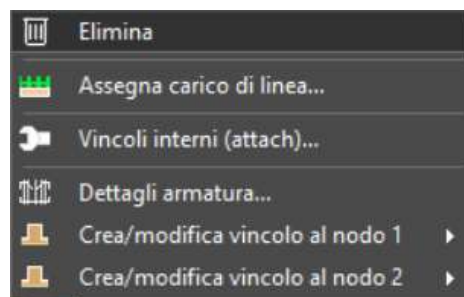 Elimina
Assegna carico di linea...
Vincoli interni (attach)...
Dettagli armatura...
Crea/modifica vincolo al nodo 1
Crea/modifica vincolo al nodo 2